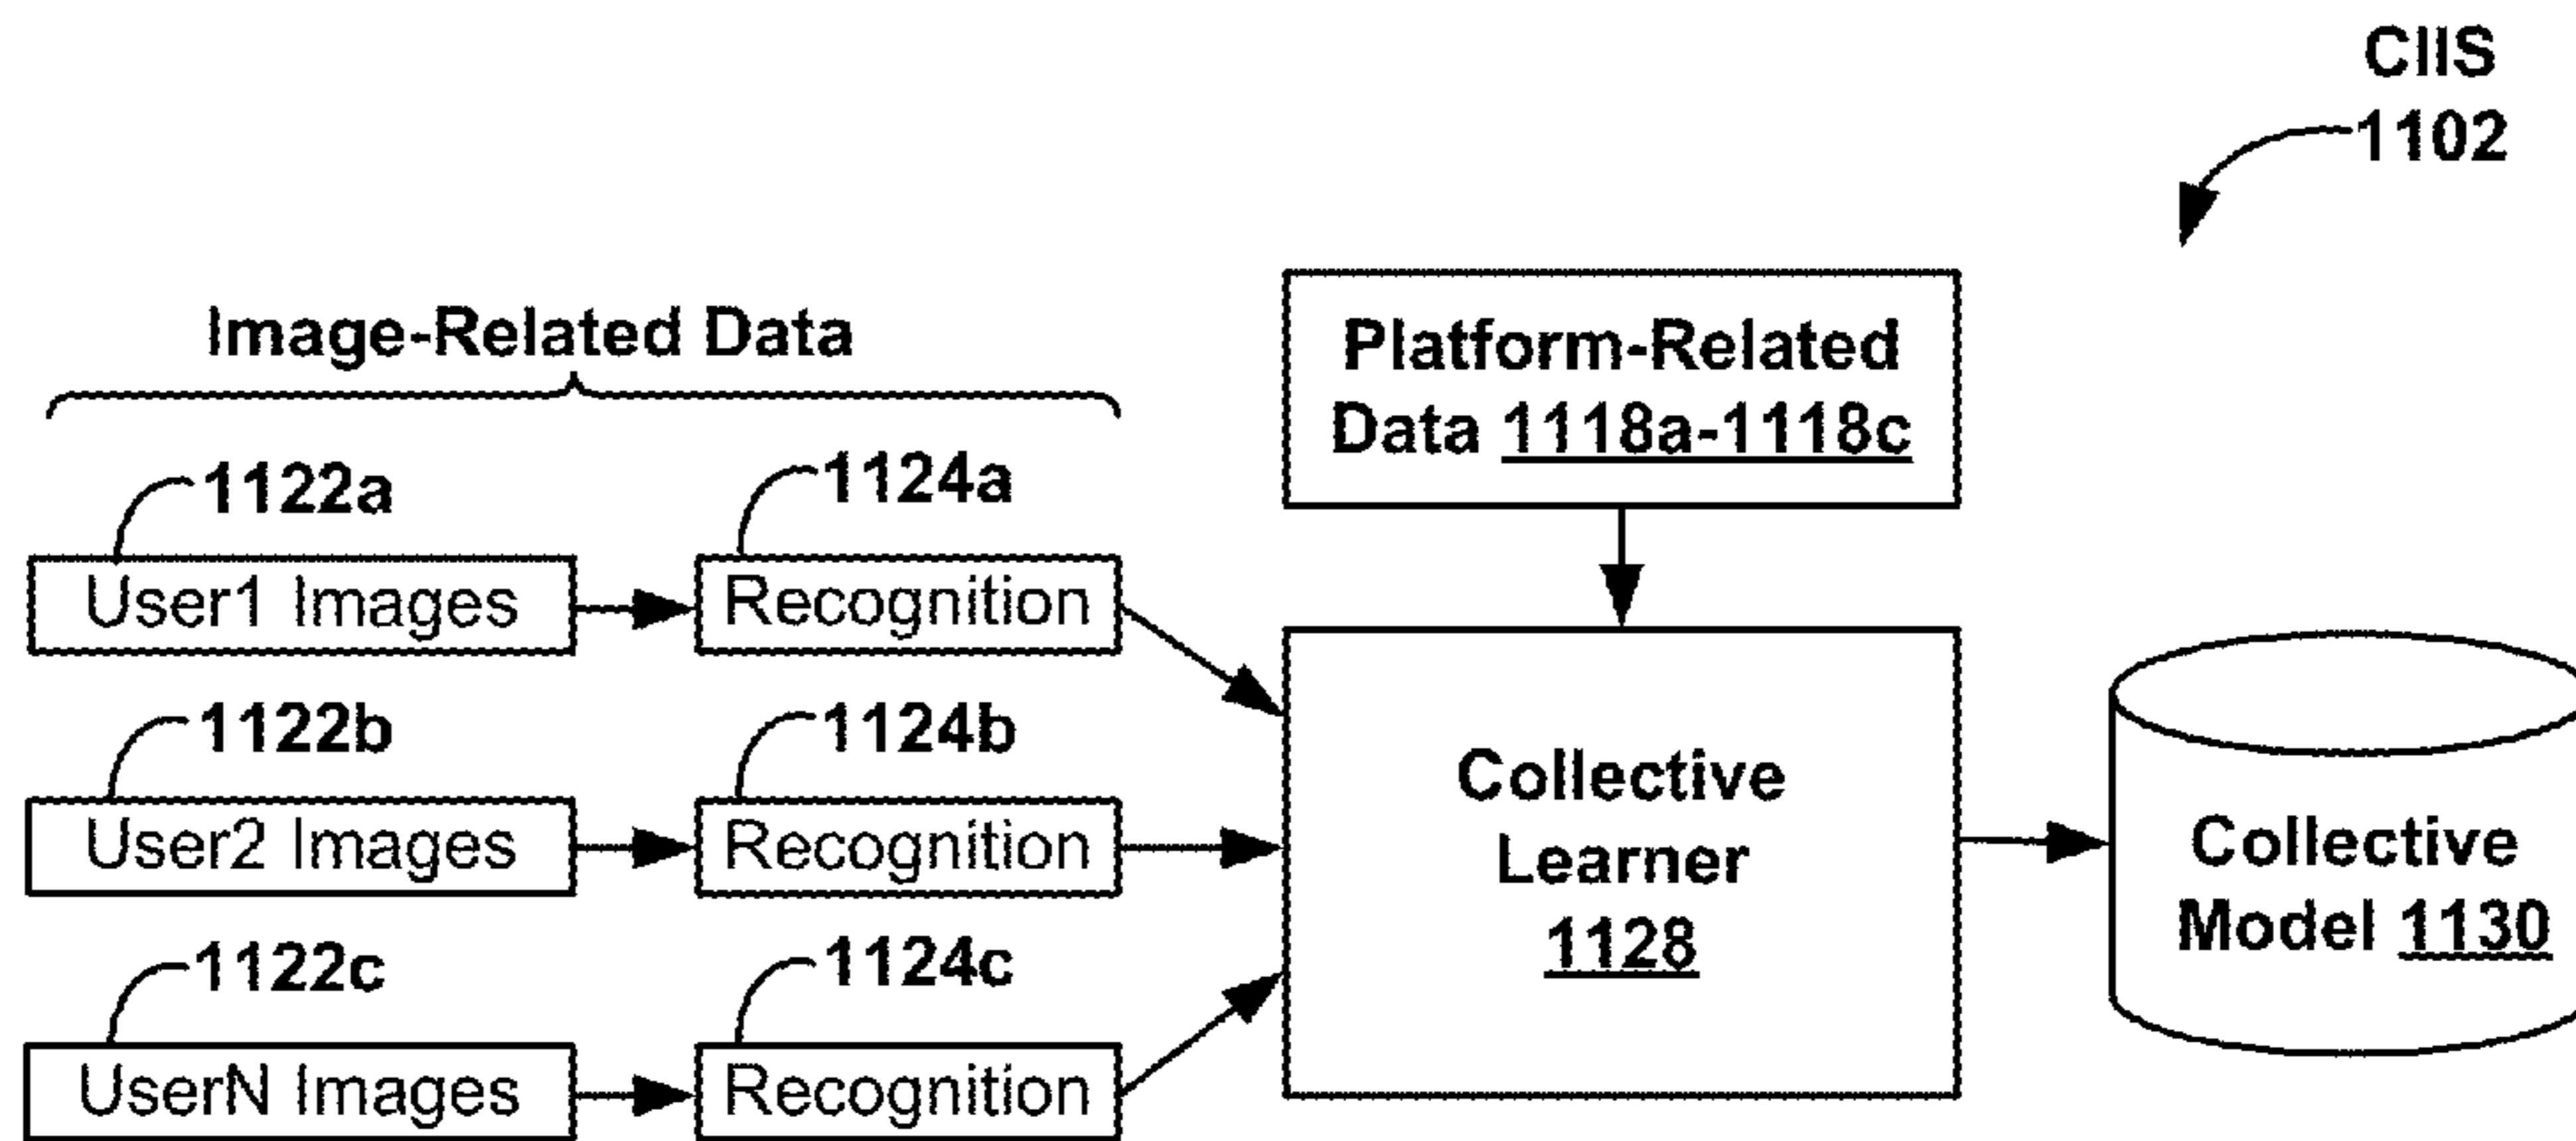 CIIS
1102
Image-Related Data
Platform-Related
Data 1118a-1118c
1122a
1124a
User1 Images
Recognition
1122b
1124b
User2 Images
Recognition
1122c
1124c
UserN Images
Recognition
Collective
Learner
1128
Collective
Model 1130